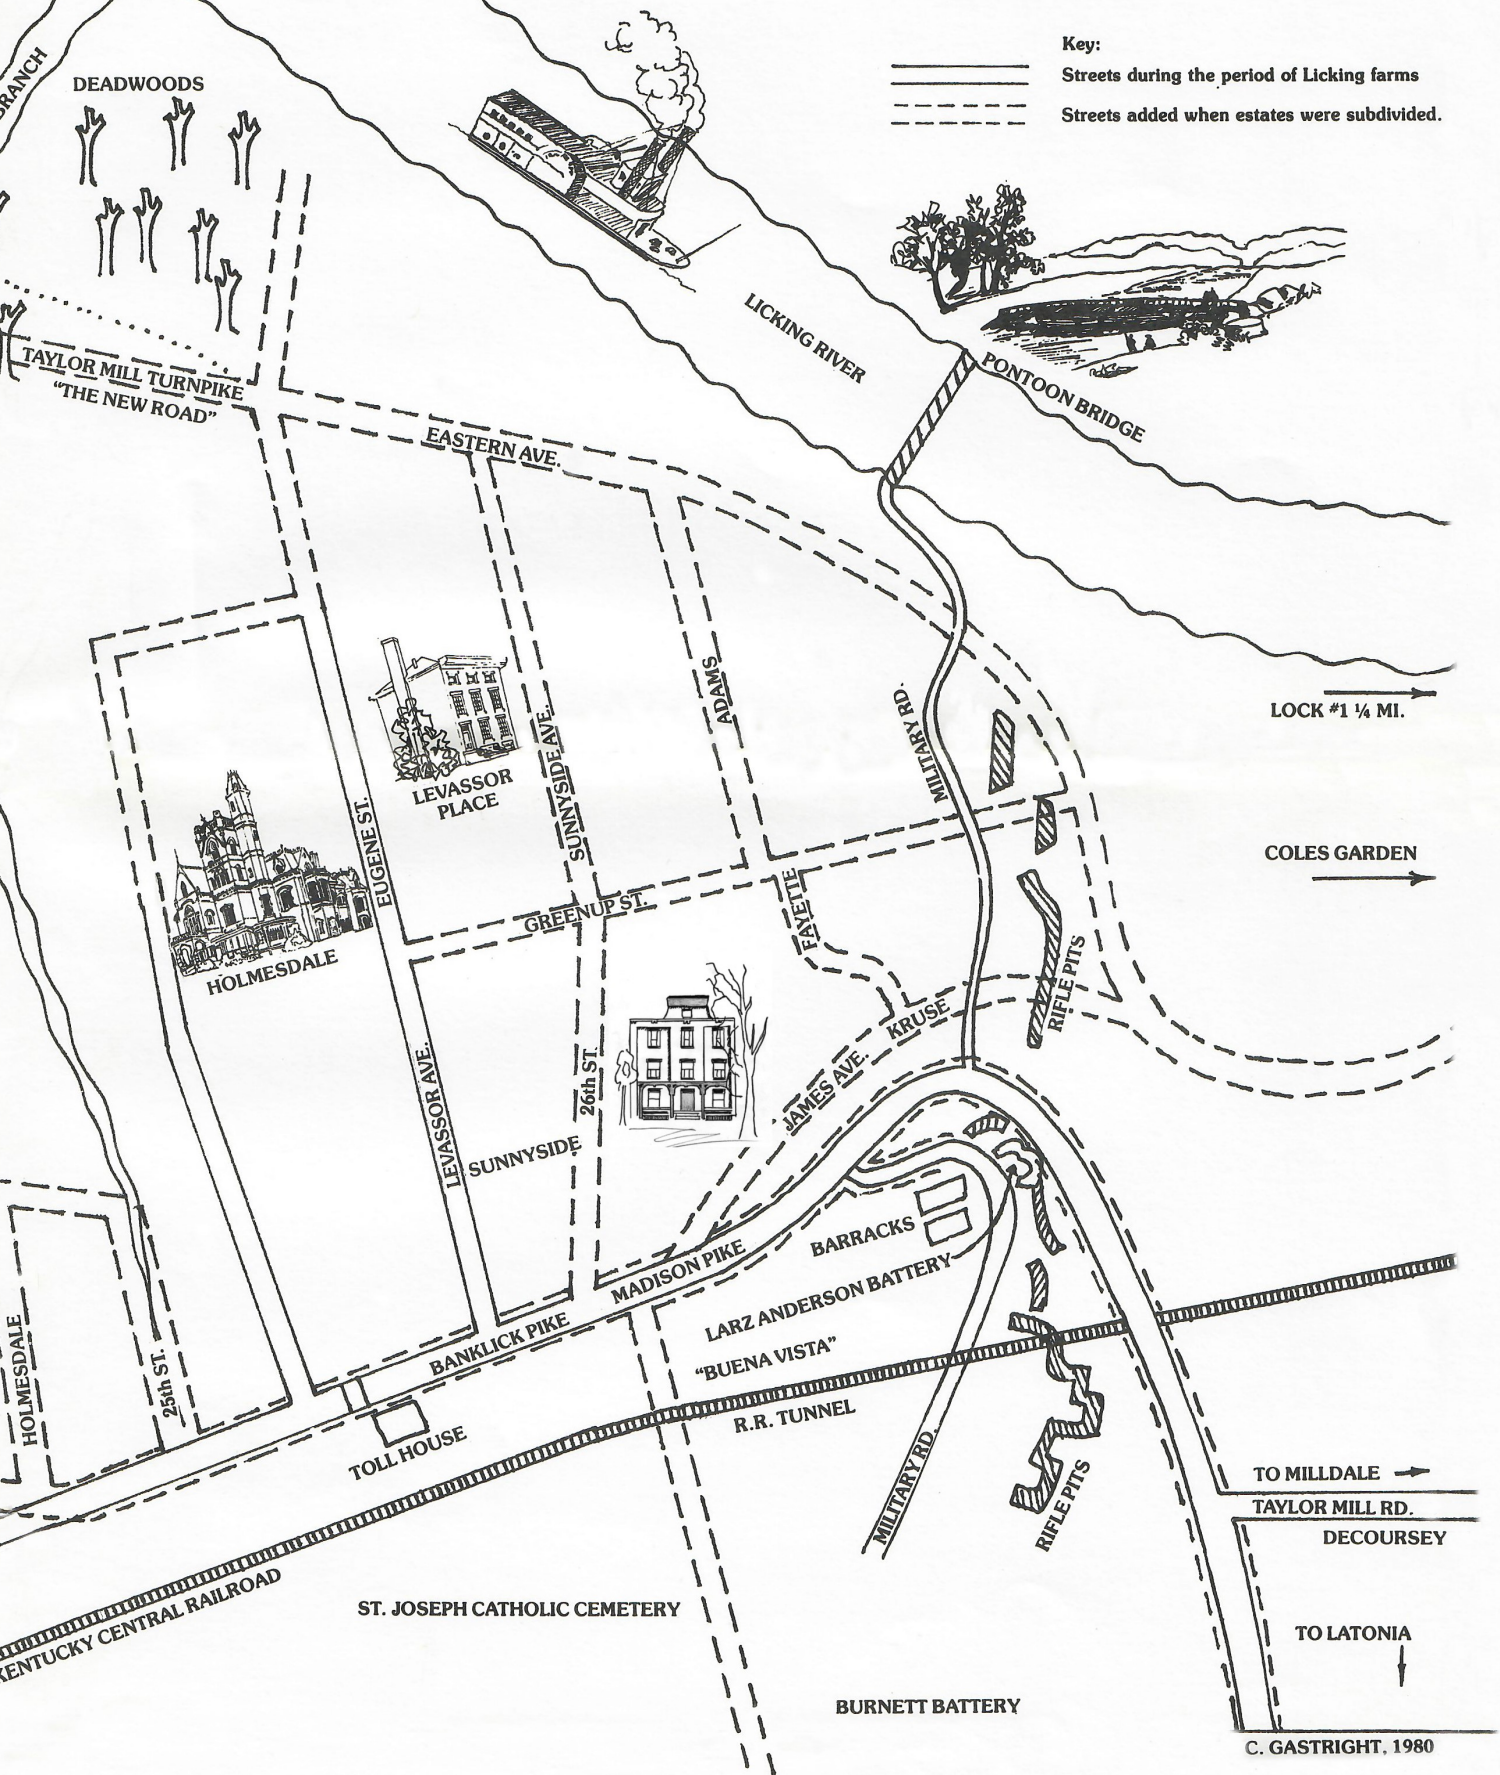 Key:
Streets during the period of Licking farms
Streets added when estates were subdivided.
BRANCH
DEADWOODS
LICKING RIVER
PONTOON BRIDGE
TAYLOR MILL TURNPIKE
"THE NEW ROAD"
EASTERN AVE.
ADAMS
MILITARY RD.
LOCK #1 ¼ MI.
SUNNYSIDE AVE.
LEVASSOR
PLACE
EUGENE ST.
COLES GARDEN
HOLMESDALE
GREENUP ST.
FAYETTE
RIFLE PITS
KRUSE
JAMES AVE.
26th ST.
LEVASSOR AVE.
SUNNYSIDE
BARRACKS
MADISON PIKE
LARZ ANDERSON BATTERY
BANKLICK PIKE
"BUENA VISTA"
HOLMESDALE
25th ST.
R.R. TUNNEL
TOLL HOUSE
MILITARY RD.
RIFLE PITS
TO MILLDALE
TAYLOR MILL RD.
DECOURSEY
KENTUCKY CENTRAL RAILROAD
ST. JOSEPH CATHOLIC CEMETERY
TO LATONIA
BURNETT BATTERY
C. GASTRIGHT, 1980